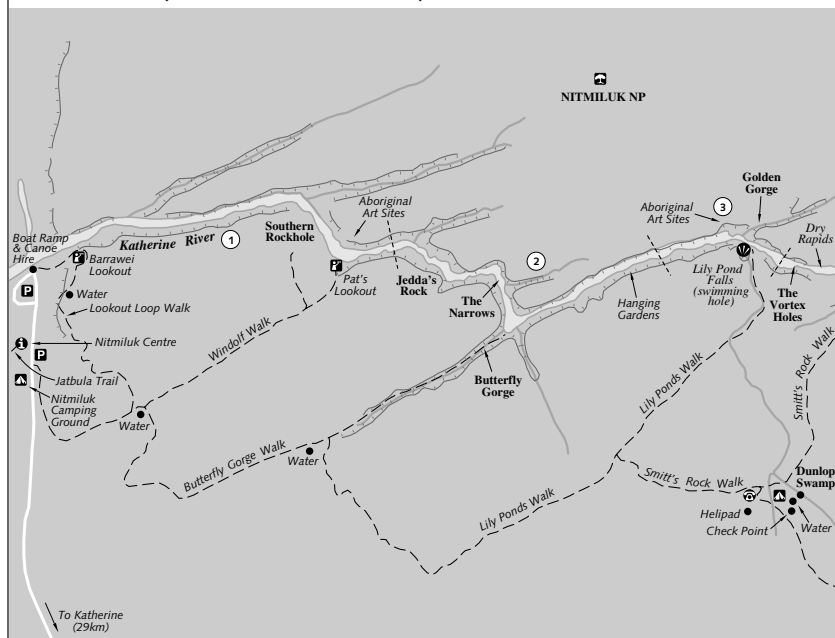 NITMILUK NP
Golden
Gorge
3
Aboriginal
Art Sites
Dry
Rapids
Aboriginal
Art Sites
Southern
Rockhole
Katherine River
1
2
Boat Ramp
& Canoe
Hire
Barrawei
Lookout
P
Water
Lookout Loop Walk
Pat's
Lookout
Jedda's
Rock
The
Narrows
Hanging
Gardens
Lily Pond
Falls
(swimming
hole)
The
Vortex
Holes
Windolf Walk
i
Nitmiluk Centre
P
Jatbula Trail
Nitmiluk
Camping
Ground
Water
Butterfly
Gorge
Lily Ponds Walk
Smitt's Rock Walk
Butterfly Gorge Walk
Water
Lily Ponds Walk
Smitt's Rock Walk
Dunlop
Swamp
Helipad
Check Point
Water
To Katherine
(29km)